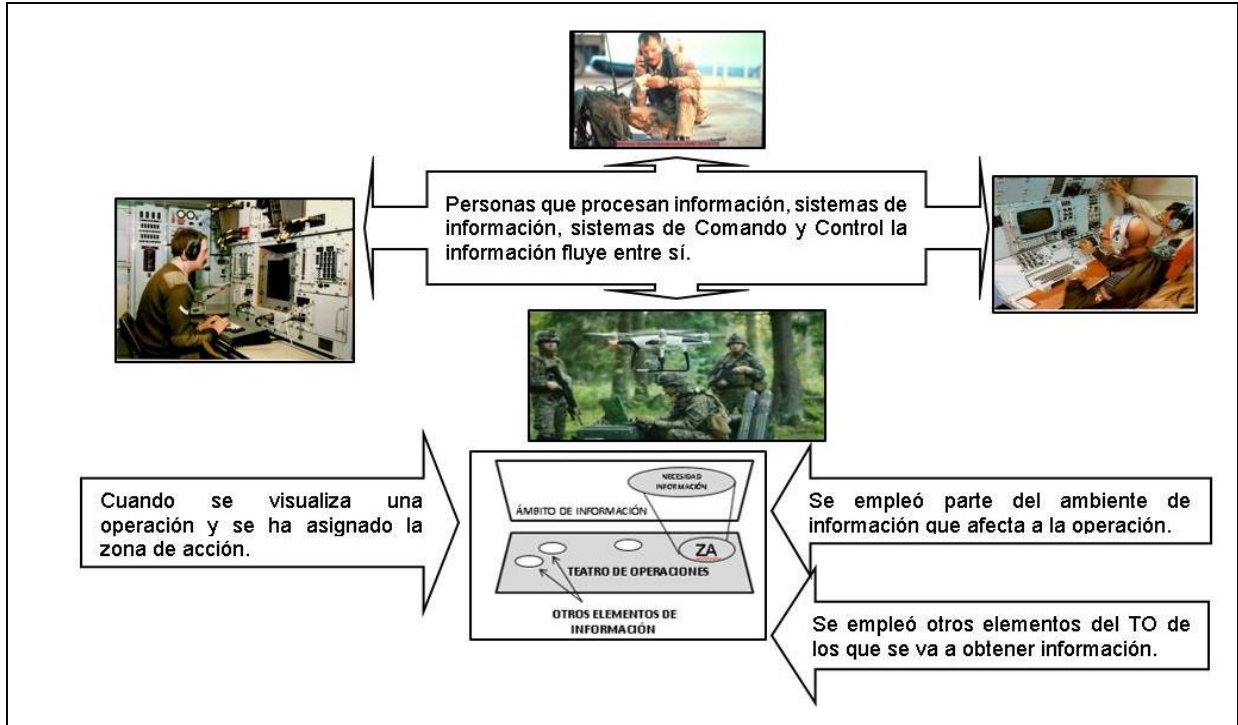 Personas que procesan información, sistemas de
información, sistemas de Comando y Control la
información fluye entre sí.
Cuando se visualiza una
operación y se ha asignado la
zona de acción.
NECESIDAD
INFORMACIÓN
ÁMBITO DE INFORMACIÓN
ZA
TEATRO DE OPERACIONES
OTROS ELEMENTOS DE
INFORMACIÓN
Se empleó parte del ambiente de
información que afecta a la operación.
Se empleó otros elementos del TO de
los que se va a obtener información.